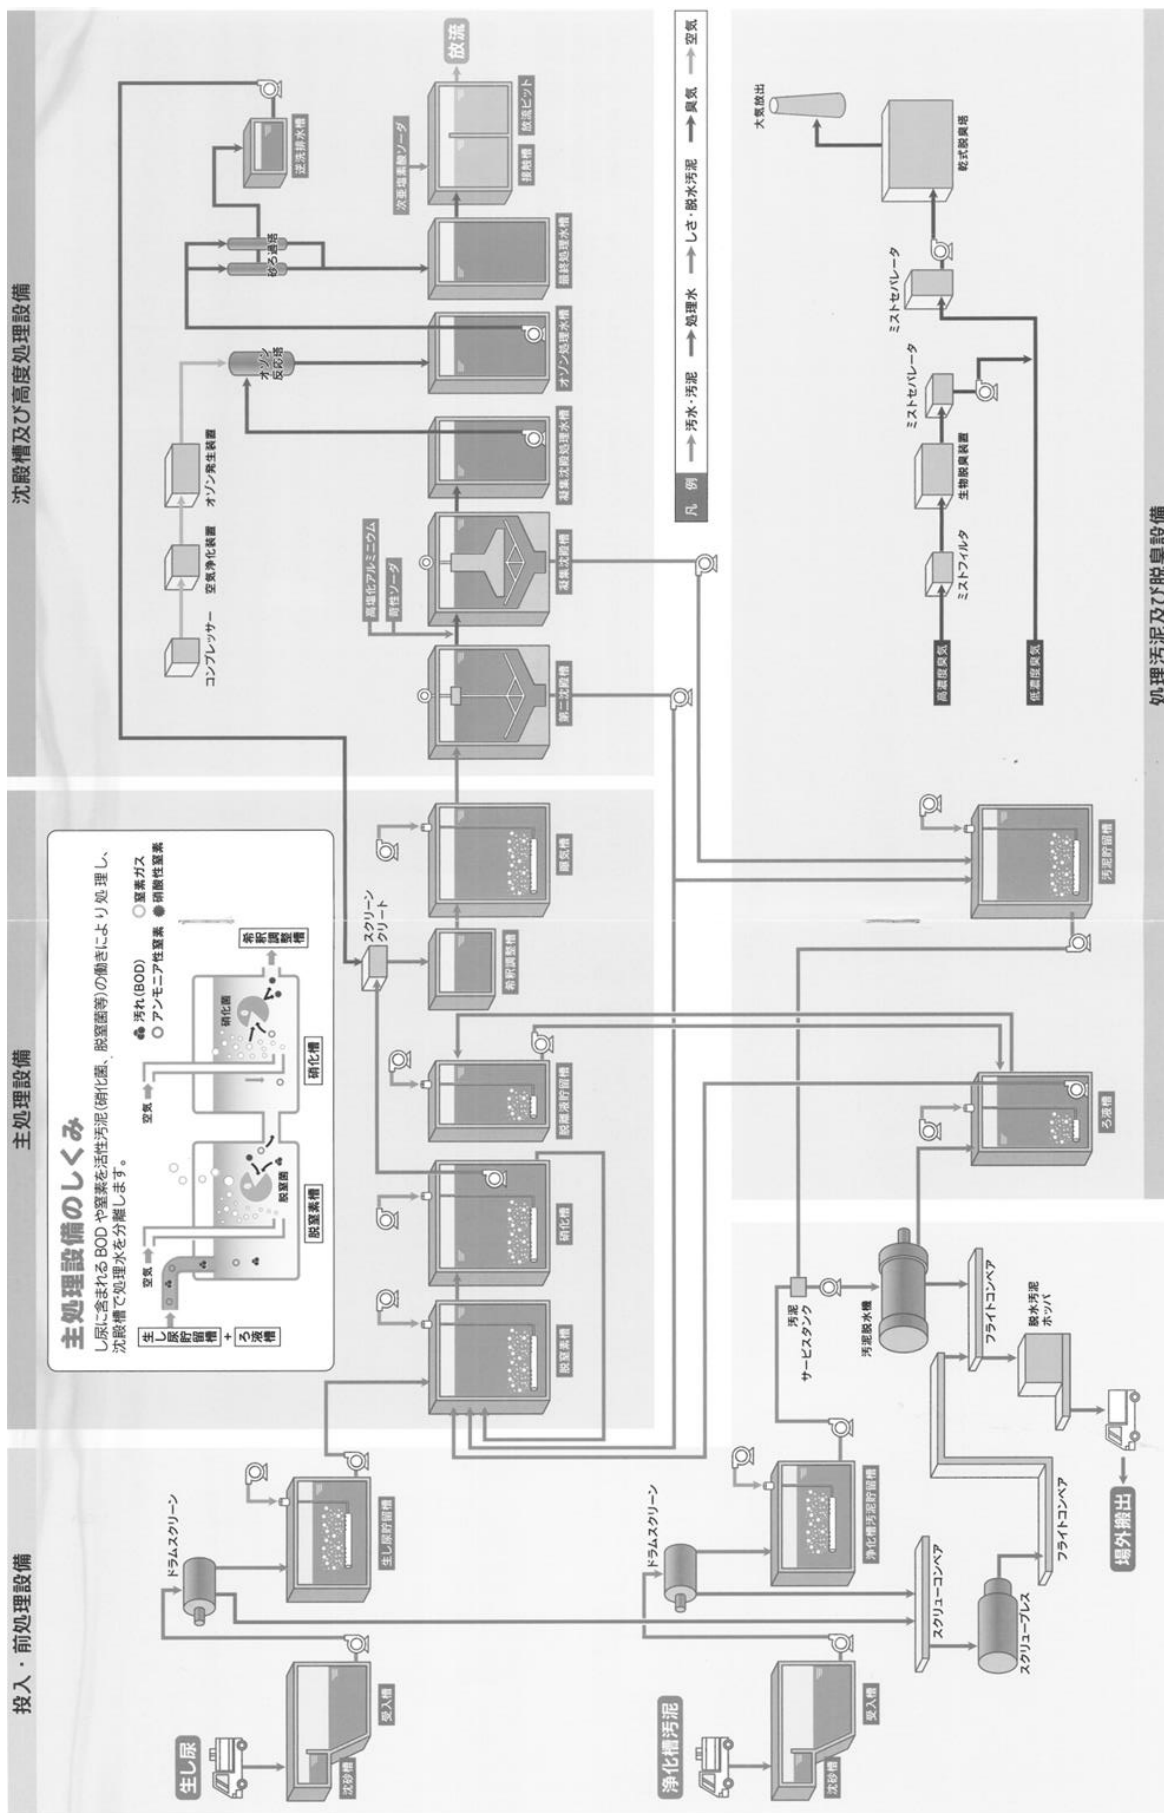 投入・前処理設備
生し尿
沈砂槽
受入槽
ドラムスクリーン
生し尿貯留槽
浄化槽汚泥
沈砂槽
受入槽
ドラムスクリーン
浄化槽汚泥貯留槽
スクリューコンベア
スクリュープレス
フライトコンベア
場外搬出
主処理設備
主処理設備のしくみ
し尿に含まれるBODや窒素を活性汚泥(硝化菌、脱窒菌等)の働きにより処理し、
沈殿槽で処理水を分離します。
生し尿貯留槽
+
ろ液槽
空気
脱窒素槽
脱窒菌
空気
硝化槽
硝化菌
希釈調整槽
汚れ(BOD)
窒素ガス
アンモニア性窒素
硝酸性窒素
脱窒素槽
硝化槽
脱離液貯留槽
スクリーン
クリート
希釈調整槽
曝気槽
汚泥
サービスタンク
汚泥脱水機
フライトコンベア
脱水汚泥
ホッパ
ろ液槽
汚泥貯留槽
沈殿槽及び高度処理設備
コンプレッサー
空気浄化装置
オゾン発生装置
オゾン
反応塔
砂ろ過塔
逆洗排水槽
第二沈殿槽
高塩化アルミニウム
苛性ソーダ
凝集沈殿槽
凝集沈殿処理水槽
オゾン処理水槽
最終処理水槽
次亜塩素酸ソーダ
接触槽
放流ピット
放流
凡 例
汚水・汚泥
処理水
しさ・脱水汚泥
臭気
空気
処理汚泥及び脱臭設備
高濃度臭気
低濃度臭気
ミストフィルタ
生物脱臭装置
ミストセパレータ
ミストセパレータ
乾式脱臭塔
大気放出